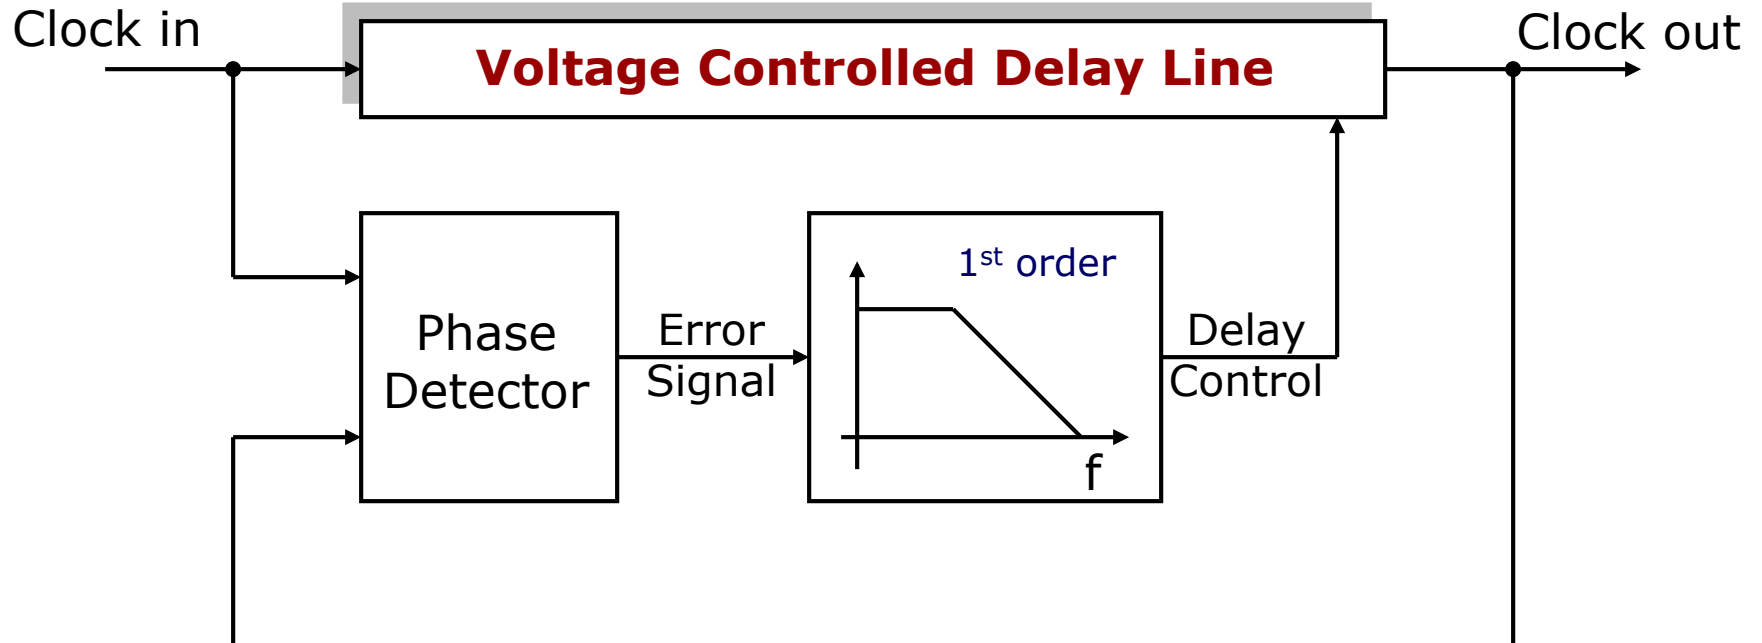 Clock in
Voltage Controlled Delay Line
Clock out
1st order
Phase
Detector
Error
Signal
f
Delay
Control